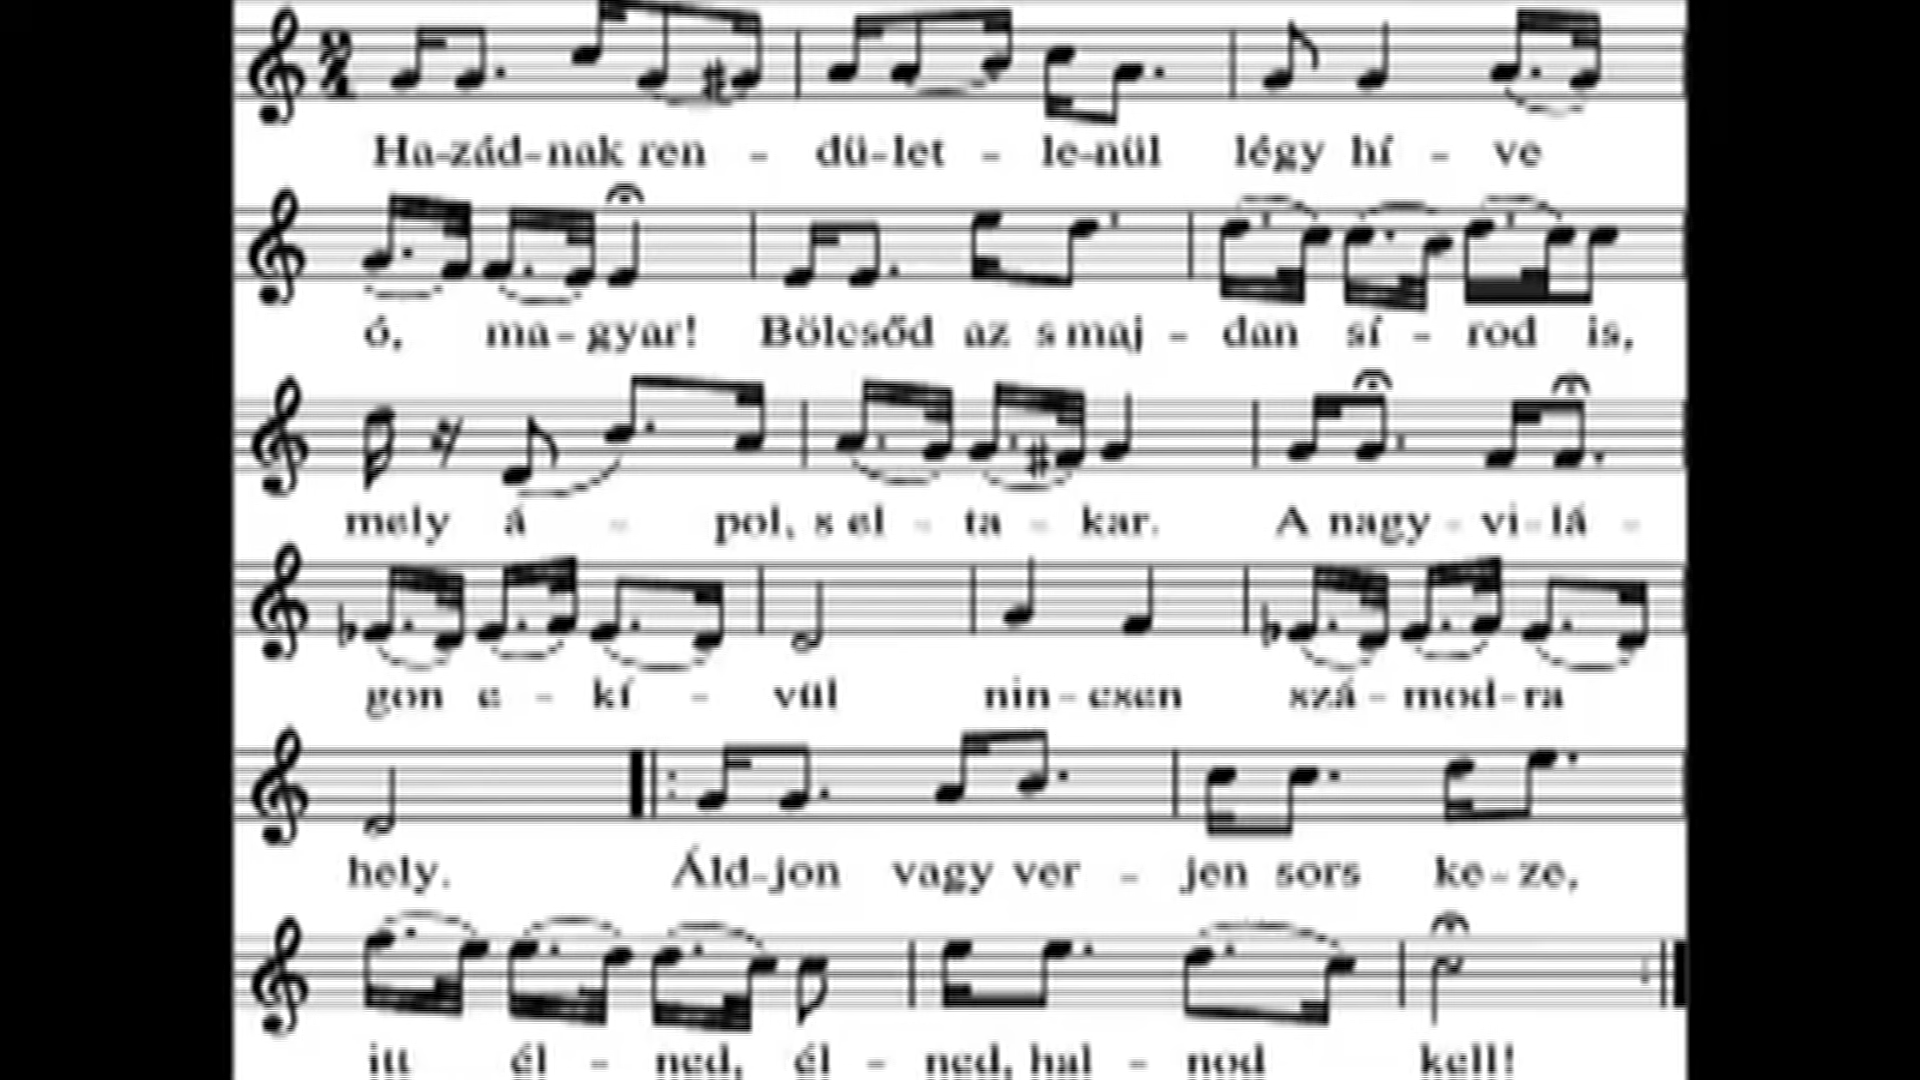 Ha-zád-nak ren - dü-let - le-nül légy hí - ve
ó, ma-gyar! Bölcsőd az s maj - dan sí - rod is,
mely á - pol, s el - ta - kar. A nagy - vi-lá -
gon e - kí - vül nin-csen szá-mod-ra
hely. Áld-jon vagy ver - jen sors ke-ze,
itt él - ned, él - ned, hal - nod kell!